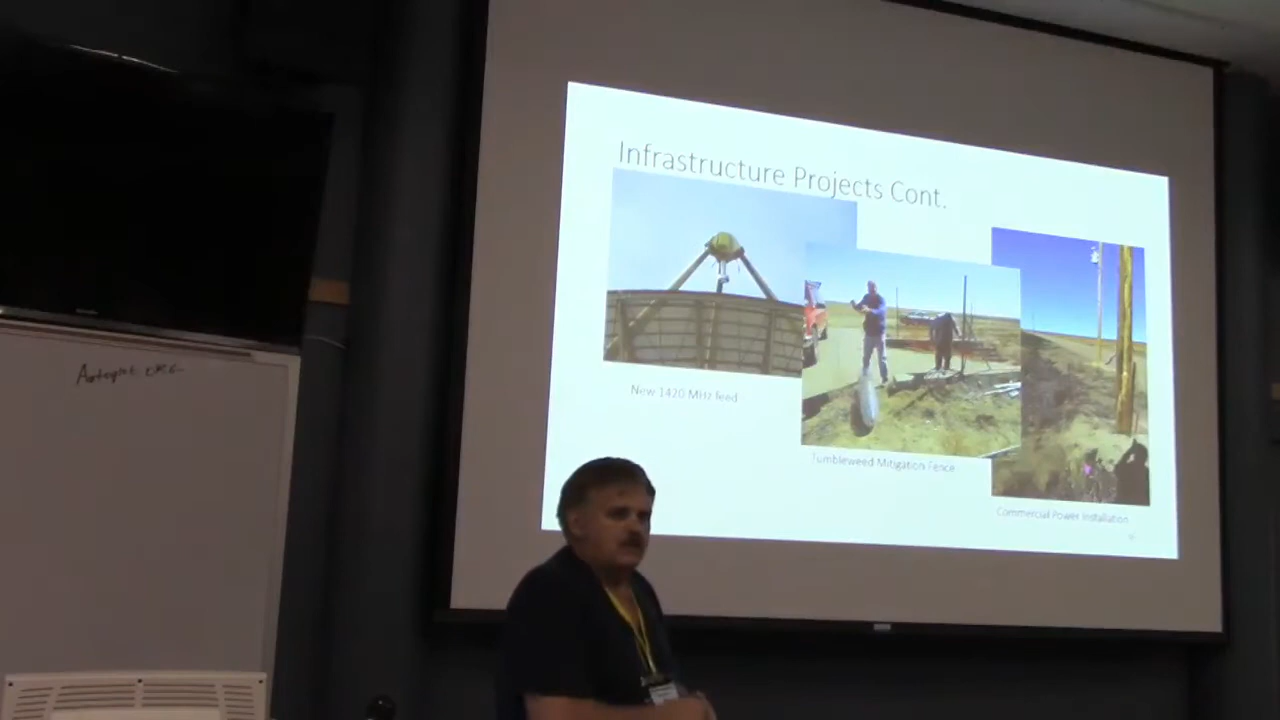 Infrastructure Projects Cont.
New 1420 MHz feed
Tumbleweed Mitigation Fence
Commercial Power Installation